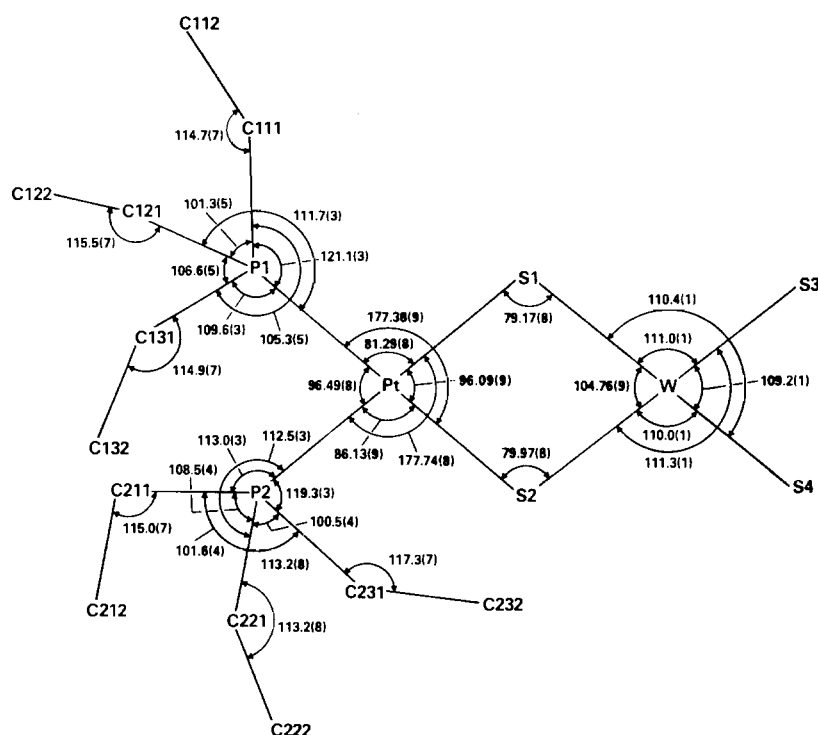 C112
C111
114.7(7)
C122
C121
101.3(5)
111.7(3)
115.5(7)
P1
121.1(3)
106.6(5)
S1
S3
110.4(1)
177.38(9)
79.17(8)
109.6(3)
105.3(5)
C131
81.29(8)
111.0(1)
114.9(7)
96.49(8)
Pt
96.09(9)
104.76(9)
W
109.2(1)
C132
112.5(3)
113.0(3)
86.13(9)
177.74(8)
79.97(8)
110.0(1)
111.3(1)
108.5(4)
C211
P2
119.3(3)
S2
S4
115.0(7)
100.5(4)
101.6(4)
113.2(8)
117.3(7)
C231
C232
C212
C221
113.2(8)
C222